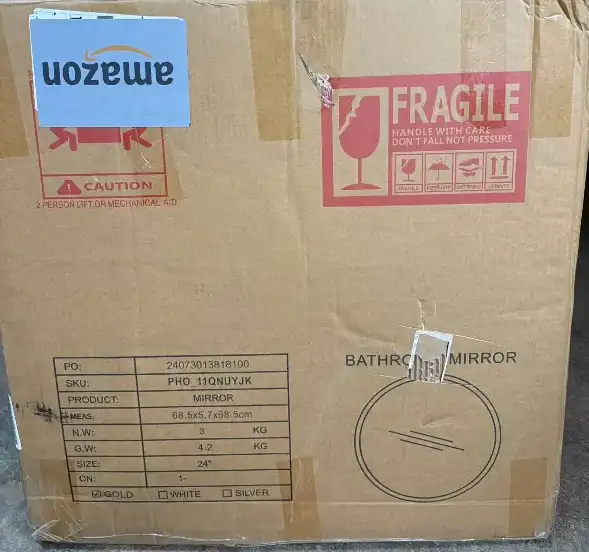 amazon
FRAGILE
HANDLE WITH CARE
DON'T FALL NOT PRESSURE
FRAGILE
CAUTION
2 PERSON LIFT OR MECHANICAL AID
BATHRO MIRROR
PO: 24073013818100
SKU: PHO_11QNUYJK
PRODUCT: MIRROR
MEAS. 68.5x5.7x68.5cm
N.W: 3 KG
G.W: 4.2 KG
SIZE: 24"
CN: 1-
GOLD WHITE SILVER